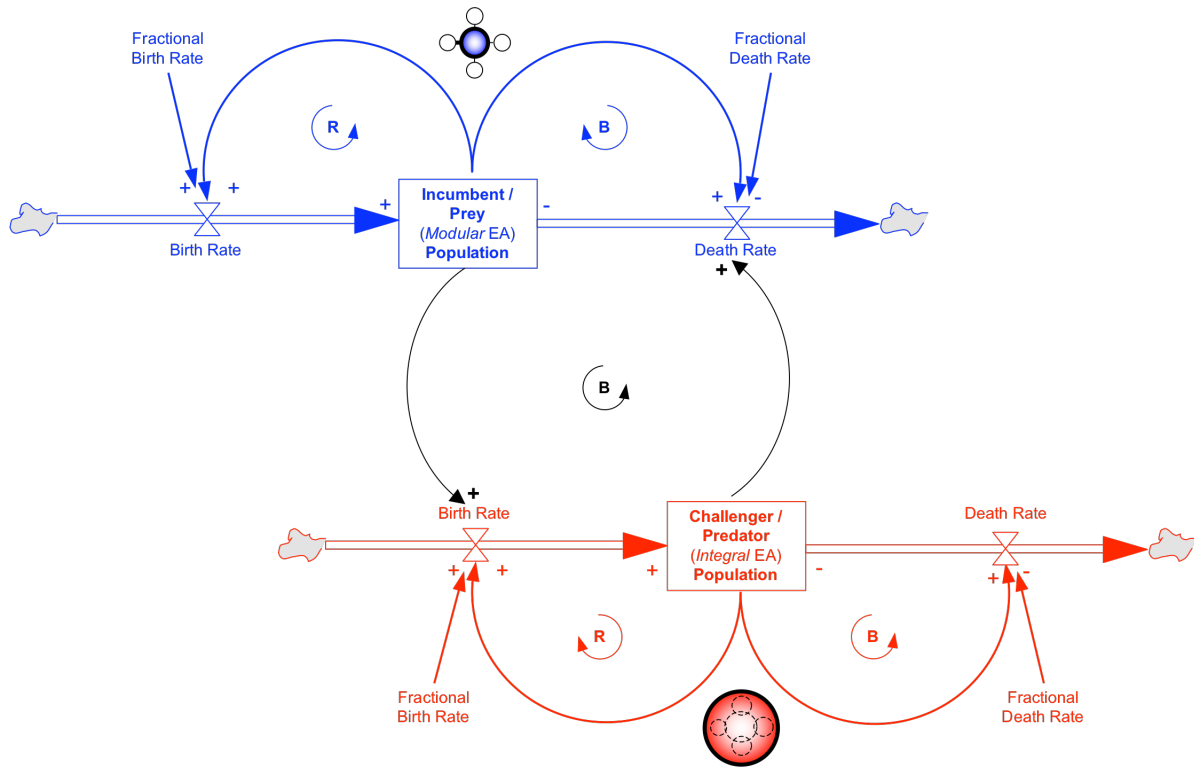 Fractional
Birth Rate
Fractional
Death Rate
R
B
+
+
+
Incumbent /
Prey
(Modular EA)
Population
-
+
-
Birth Rate
Death Rate
+
B
+
Birth Rate
Challenger /
Predator
(Integral EA)
Population
Death Rate
+
+
+
-
+
-
R
B
Fractional
Birth Rate
Fractional
Death Rate